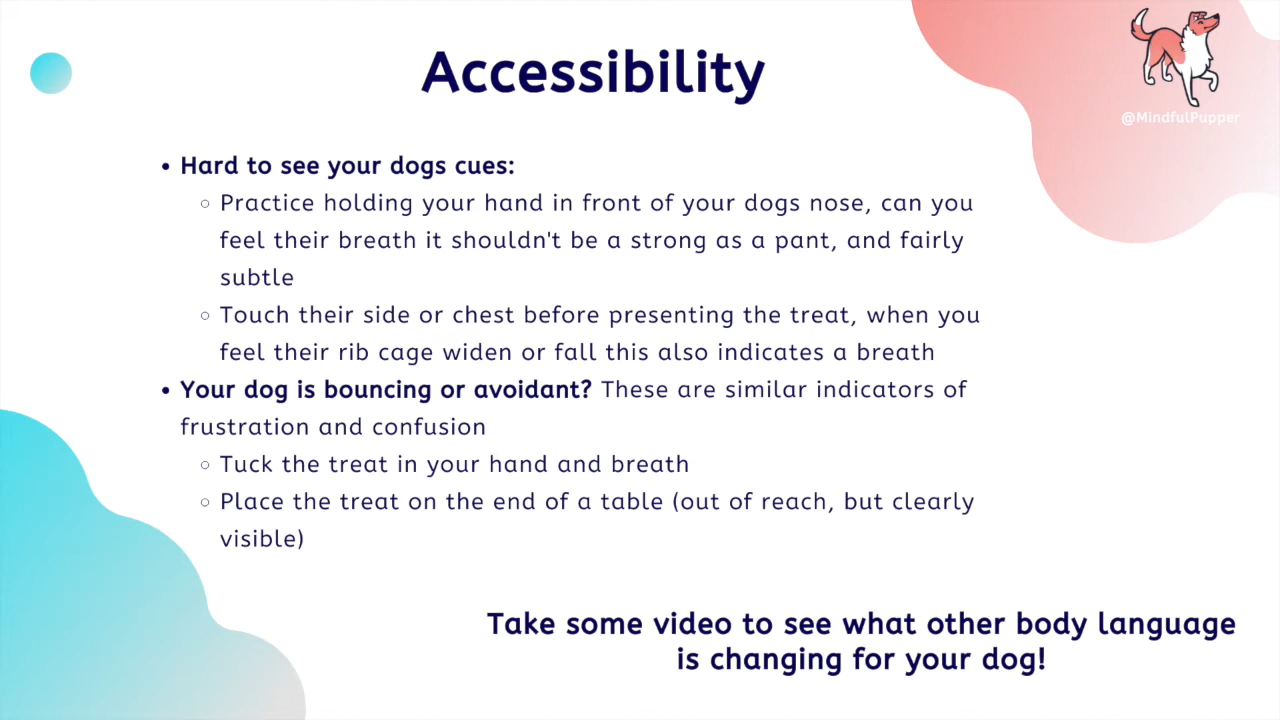 Accessibility
@MindfulPupper
• Hard to see your dogs cues:
○ Practice holding your hand in front of your dogs nose, can you
feel their breath it shouldn't be a strong as a pant, and fairly
subtle
○ Touch their side or chest before presenting the treat, when you
feel their rib cage widen or fall this also indicates a breath
• Your dog is bouncing or avoidant? These are similar indicators of
frustration and confusion
○ Tuck the treat in your hand and breath
○ Place the treat on the end of a table (out of reach, but clearly
visible)
Take some video to see what other body language
is changing for your dog!